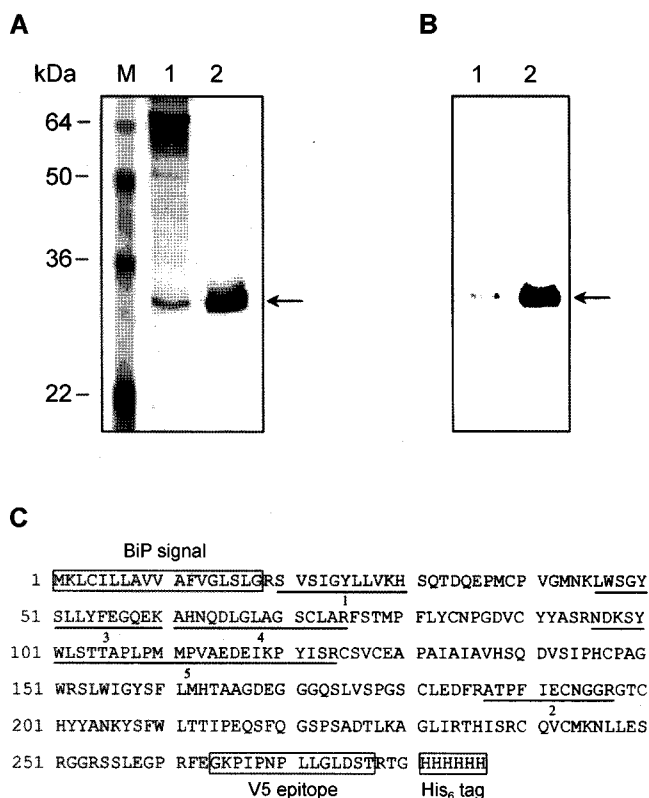 A
B
kDa M 1 2
1 2
64
50
36
22
C
BiP signal
1 MKLCILLAVV AFVGLSLGRS VSIGYLLVKH SQTDQEPMCP VGMNKLWSGY
1
51 SLLYFEGQEK AHNQDLGLAG SCLARFSTMP FLYCNPGDVC YYASRNDKSY
3 4
101 WLSTTAPLPM MPVAEDEIKP YISRCSVCEA PAIAIAVHSQ DVSIPHCPAG
5
151 WRSLWIGYSF LMHTAAGDEG GGQSLVSPGS CLEDFRATPF IECNGGRGTC
2
201 HYYANKYSFW LTTIPEQSFQ GSPSADTLKA GLIRTHISRC QVCMKNLLES
251 RGGRSSLEGP RFEGKPIPNP LLGLDSTRTG HHHHHH
V5 epitope His6 tag